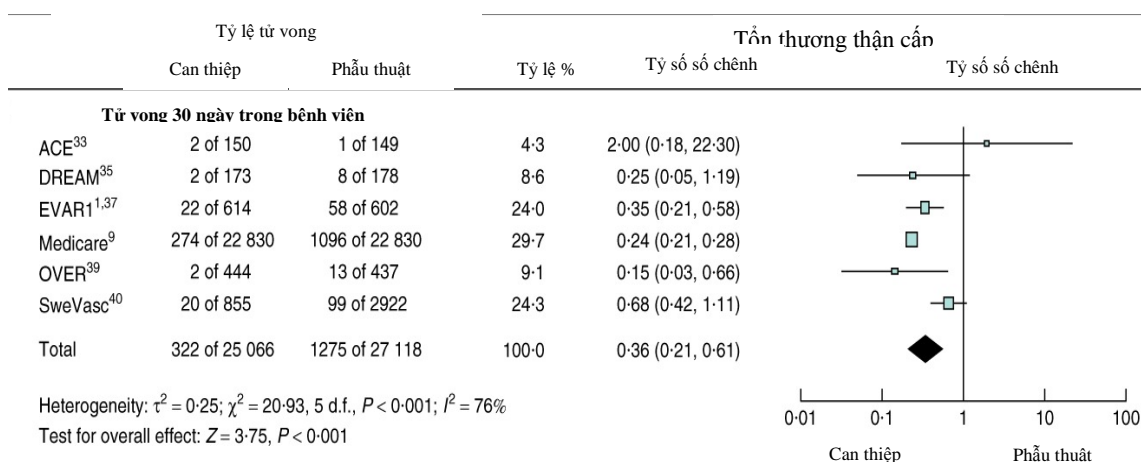 Tỷ lệ tử vong Tổn thương thận cấp
Can thiệp Phẫu thuật Tỷ lệ % Tỷ số số chênh Tỷ số số chênh
Tử vong 30 ngày trong bênh viên
ACE33 2 of 150 1 of 149 4·3 2·00 (0·18, 22·30)
DREAM35 2 of 173 8 of 178 8·6 0·25 (0·05, 1·19)
EVAR11,37 22 of 614 58 of 602 24·0 0·35 (0·21, 0·58)
Medicare9 274 of 22 830 1096 of 22 830 29·7 0·24 (0·21, 0·28)
OVER39 2 of 444 13 of 437 9·1 0·15 (0·03, 0·66)
SweVasc40 20 of 855 99 of 2922 24·3 0·68 (0·42, 1·11)
Total 322 of 25 066 1275 of 27 118 100·0 0·36 (0·21, 0·61)
Heterogeneity: τ2 = 0·25; χ2 = 20·93, 5 d.f., P < 0·001; I2 = 76%
Test for overall effect: Z = 3·75, P < 0·001
0·01 0·1 1 10 100
Can thiệp Phẫu thuật